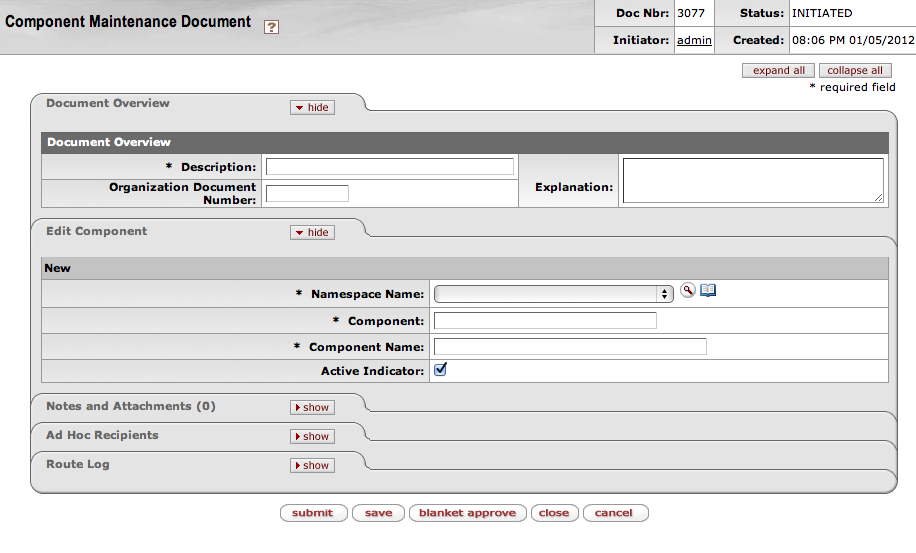 Component Maintenance Document ?
Doc Nbr: 3077 Status: INITIATED
Initiator: admin Created: 08:06 PM 01/05/2012
expand all collapse all
* required field
Document Overview hide
Document Overview
* Description:
Explanation:
Organization Document
Number:
Edit Component hide
New
* Namespace Name:
* Component:
* Component Name:
Active Indicator:
Notes and Attachments (0) show
Ad Hoc Recipients show
Route Log show
submit save blanket approve close cancel